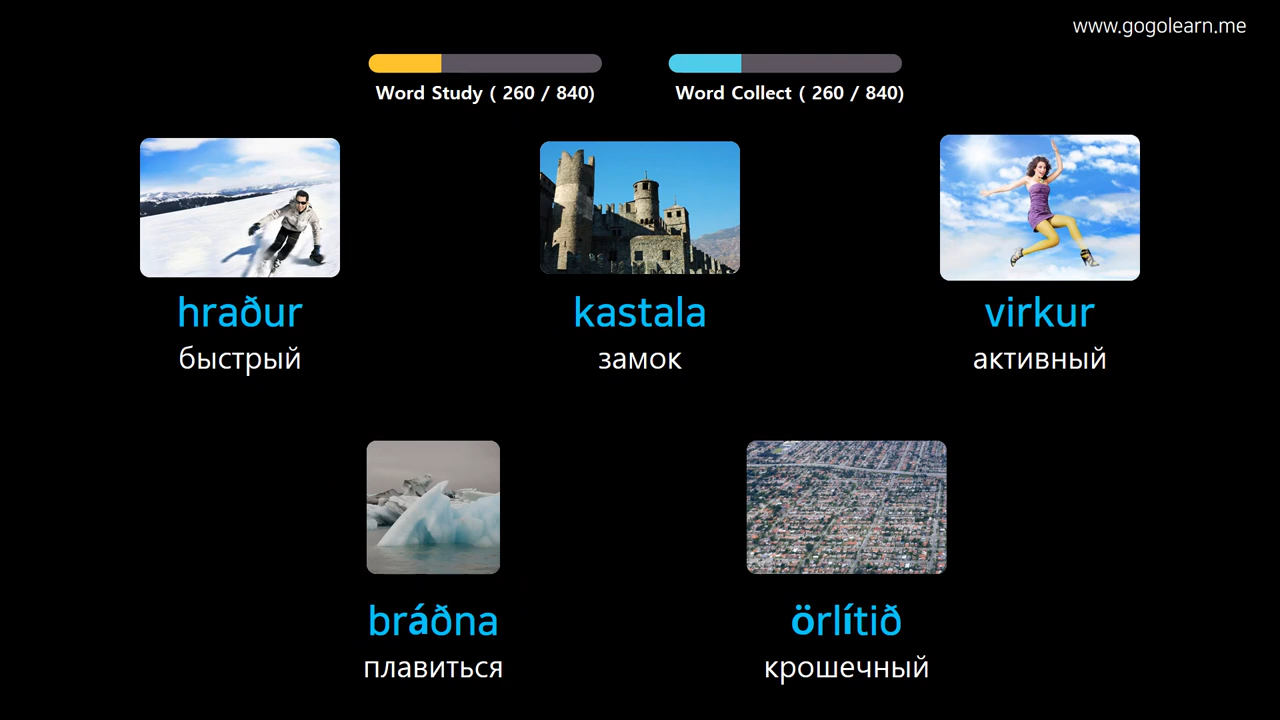 www.gogolearn.me
Word Study ( 260 / 840)
Word Collect ( 260 / 840)
hraður
быстрый
kastala
замок
virkur
активный
bráðna
плавиться
örlítið
крошечный